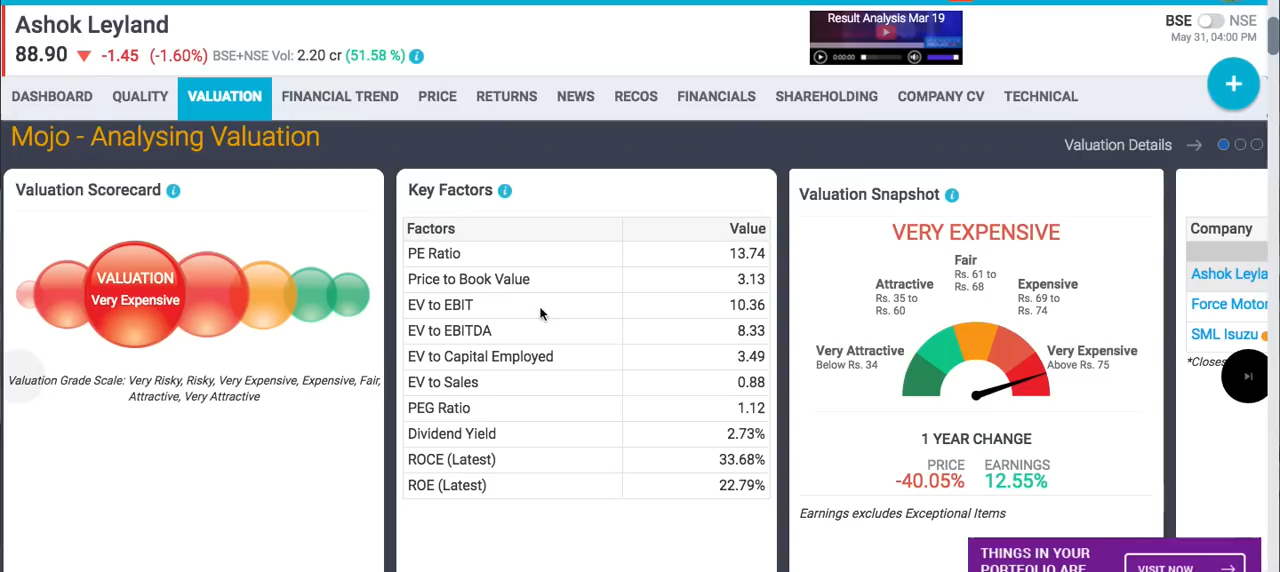 Ashok Leyland
88.90 -1.45 (-1.60%) BSE+NSE Vol: 2.20 cr (51.58 %)
Result Analysis Mar 19
0:00:00
BSE NSE
May 31, 04:00 PM
+
DASHBOARD QUALITY VALUATION FINANCIAL TREND PRICE RETURNS NEWS RECOS FINANCIALS SHAREHOLDING COMPANY CV TECHNICAL
Mojo - Analysing Valuation
Valuation Details →
Valuation Scorecard
VALUATION
Very Expensive
Valuation Grade Scale: Very Risky, Risky, Very Expensive, Expensive, Fair,
Attractive, Very Attractive
Key Factors
Factors Value
PE Ratio 13.74
Price to Book Value 3.13
EV to EBIT 10.36
EV to EBITDA 8.33
EV to Capital Employed 3.49
EV to Sales 0.88
PEG Ratio 1.12
Dividend Yield 2.73%
ROCE (Latest) 33.68%
ROE (Latest) 22.79%
Valuation Snapshot
VERY EXPENSIVE
Very Attractive
Below Rs. 34
Attractive
Rs. 35 to
Rs. 60
Fair
Rs. 61 to
Rs. 68
Expensive
Rs. 69 to
Rs. 74
Very Expensive
Above Rs. 75
1 YEAR CHANGE
PRICE EARNINGS
-40.05% 12.55%
Earnings excludes Exceptional Items
Company
Ashok Leyla
Force Motor
SML Isuzu
*Closes
THINGS IN YOUR
PORTFOLIO ARE
VISIT NOW →